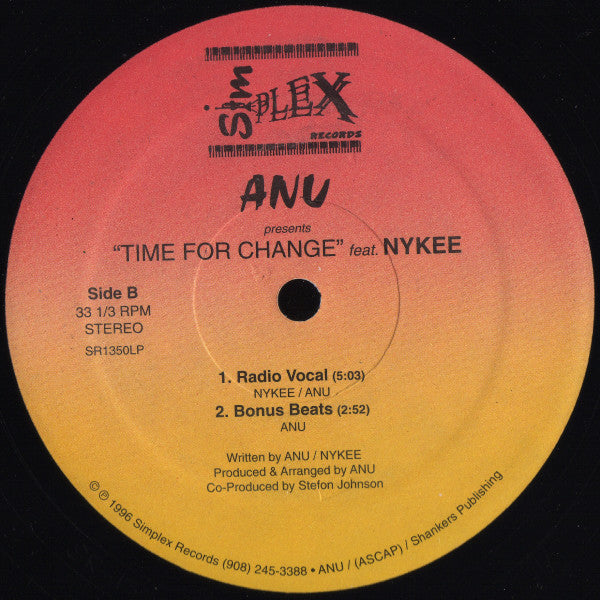 Simplex
RECORDS
ANU
presents
“TIME FOR CHANGE” feat. NYKEE
Side B
33 1/3 RPM
STEREO
SR1350LP
1. Radio Vocal (5:03)
NYKEE / ANU
2. Bonus Beats (2:52)
ANU
Written by ANU / NYKEE
Produced & Arranged by ANU
Co-Produced by Stefon Johnson
© ℗ 1996 Simplex Records (908) 245-3388 • ANU / (ASCAP) / Shankers Publishing